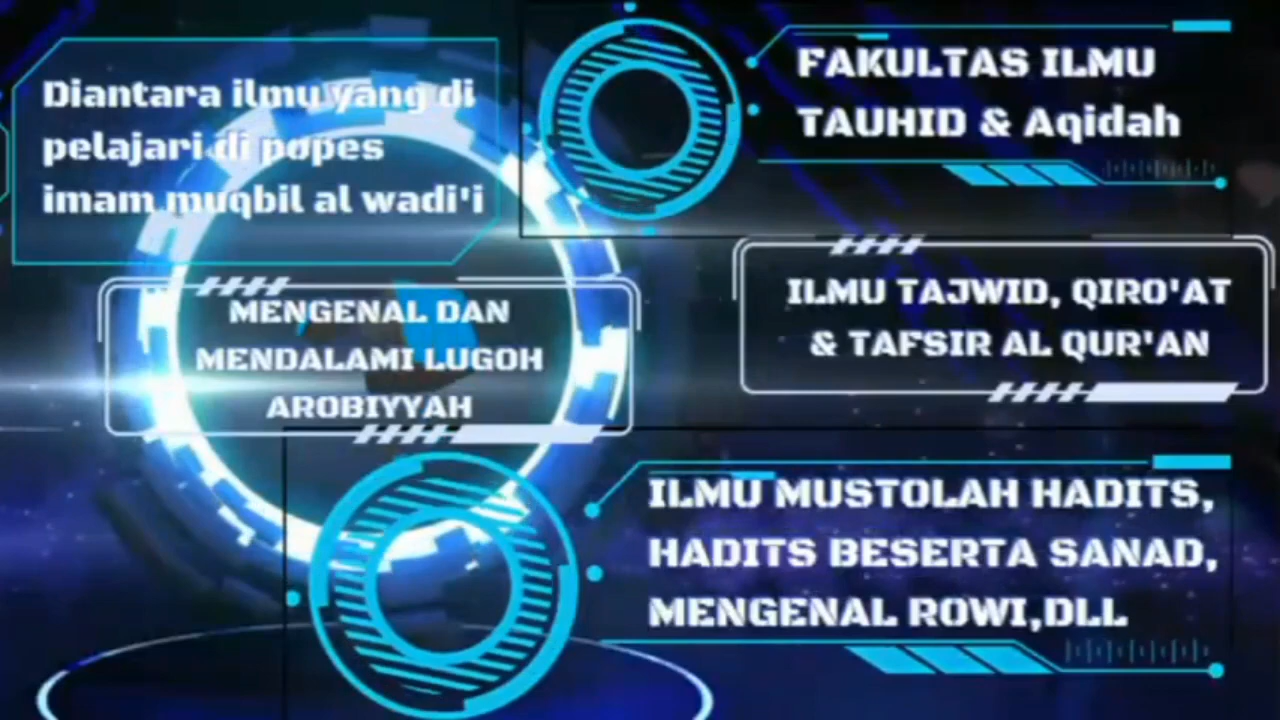 Diantara ilmu yang di
pelajari di popes
imam muqbil al wadi'i
FAKULTAS ILMU
TAUHID & Aqidah
MENGENAL DAN
MENDALAMI LUGOH
AROBIYYAH
ILMU TAJWID, QIRO'AT
& TAFSIR AL QUR'AN
ILMU MUSTOLAH HADITS,
HADITS BESERTA SANAD,
MENGENAL ROWI,DLL